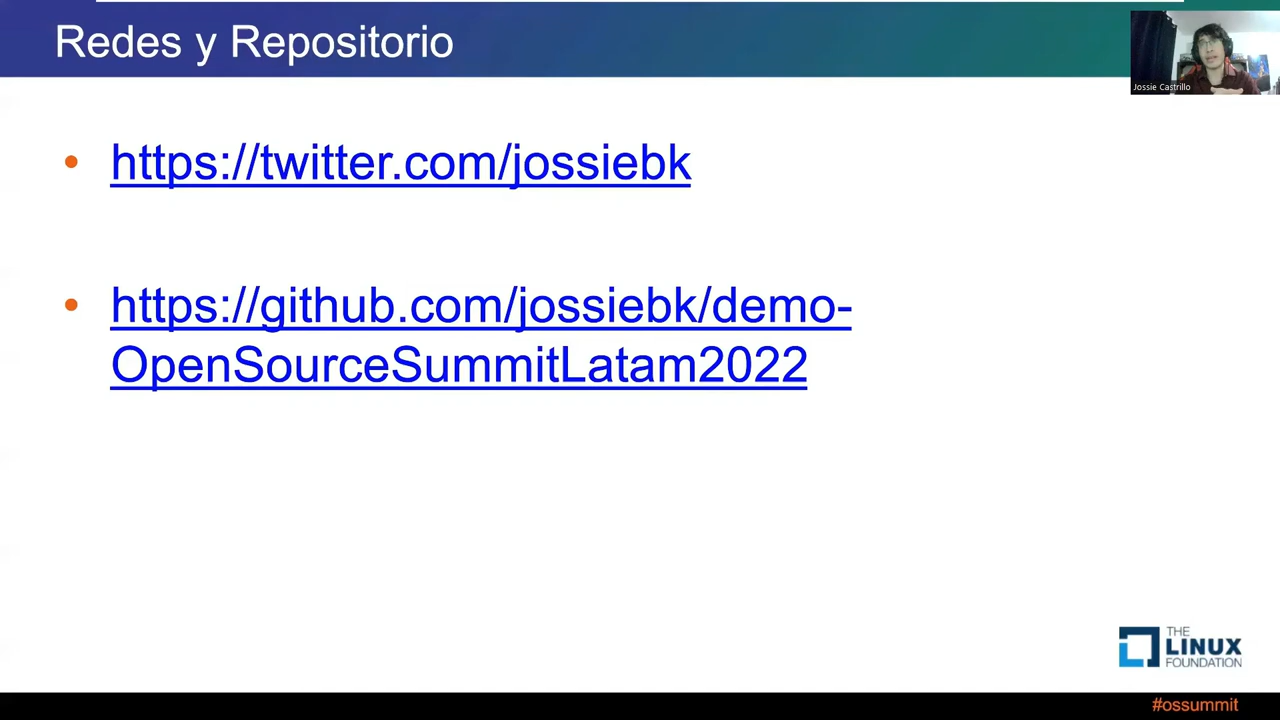 Redes y Repositorio
Jossie Castrillo
• https://twitter.com/jossiebk
• https://github.com/jossiebk/demo-
OpenSourceSummitLatam2022
THE
LINUX
FOUNDATION
#ossummit